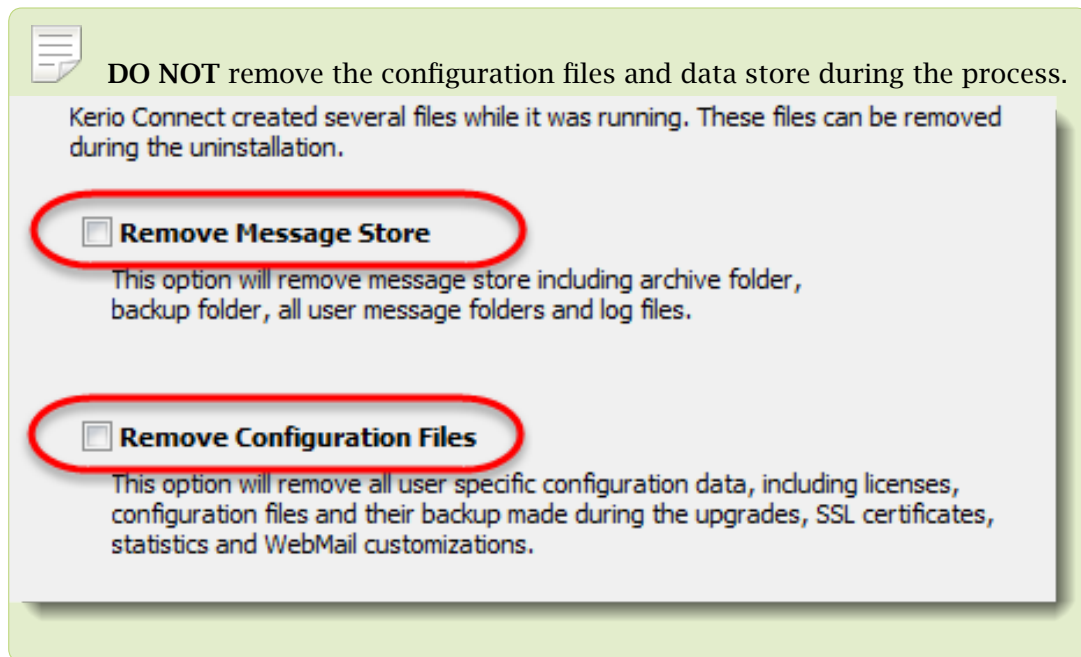 DO NOT remove the configuration files and data store during the process.
Kerio Connect created several files while it was running. These files can be removed
during the uninstallation.
Remove Message Store
This option will remove message store including archive folder,
backup folder, all user message folders and log files.
Remove Configuration Files
This option will remove all user specific configuration data, including licenses,
configuration files and their backup made during the upgrades, SSL certificates,
statistics and WebMail customizations.